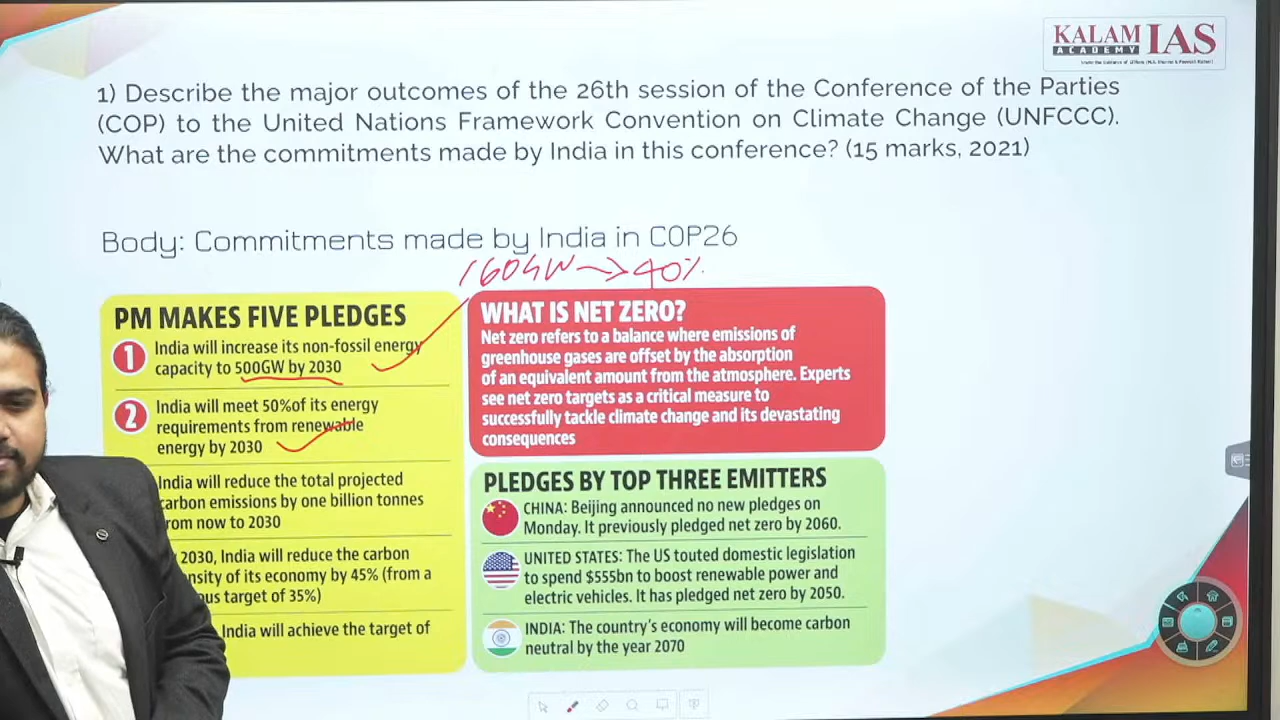 KALAM IAS
ACADEMY
1) Describe the major outcomes of the 26th session of the Conference of the Parties
(COP) to the United Nations Framework Convention on Climate Change (UNFCCC).
What are the commitments made by India in this conference? (15 marks, 2021)
Body: Commitments made by India in COP26
160GW → 40%
PM MAKES FIVE PLEDGES
1 India will increase its non-fossil energy
capacity to 500GW by 2030
2 India will meet 50%of its energy
requirements from renewable
energy by 2030
India will reduce the total projected
carbon emissions by one billion tonnes
from now to 2030
2030, India will reduce the carbon
nsity of its economy by 45% (from a
us target of 35%)
India will achieve the target of
WHAT IS NET ZERO?
Net zero refers to a balance where emissions of
greenhouse gases are offset by the absorption
of an equivalent amount from the atmosphere. Experts
see net zero targets as a critical measure to
successfully tackle climate change and its devastating
consequences
PLEDGES BY TOP THREE EMITTERS
CHINA: Beijing announced no new pledges on
Monday. It previously pledged net zero by 2060.
UNITED STATES: The US touted domestic legislation
to spend $555bn to boost renewable power and
electric vehicles. It has pledged net zero by 2050.
INDIA: The country's economy will become carbon
neutral by the year 2070